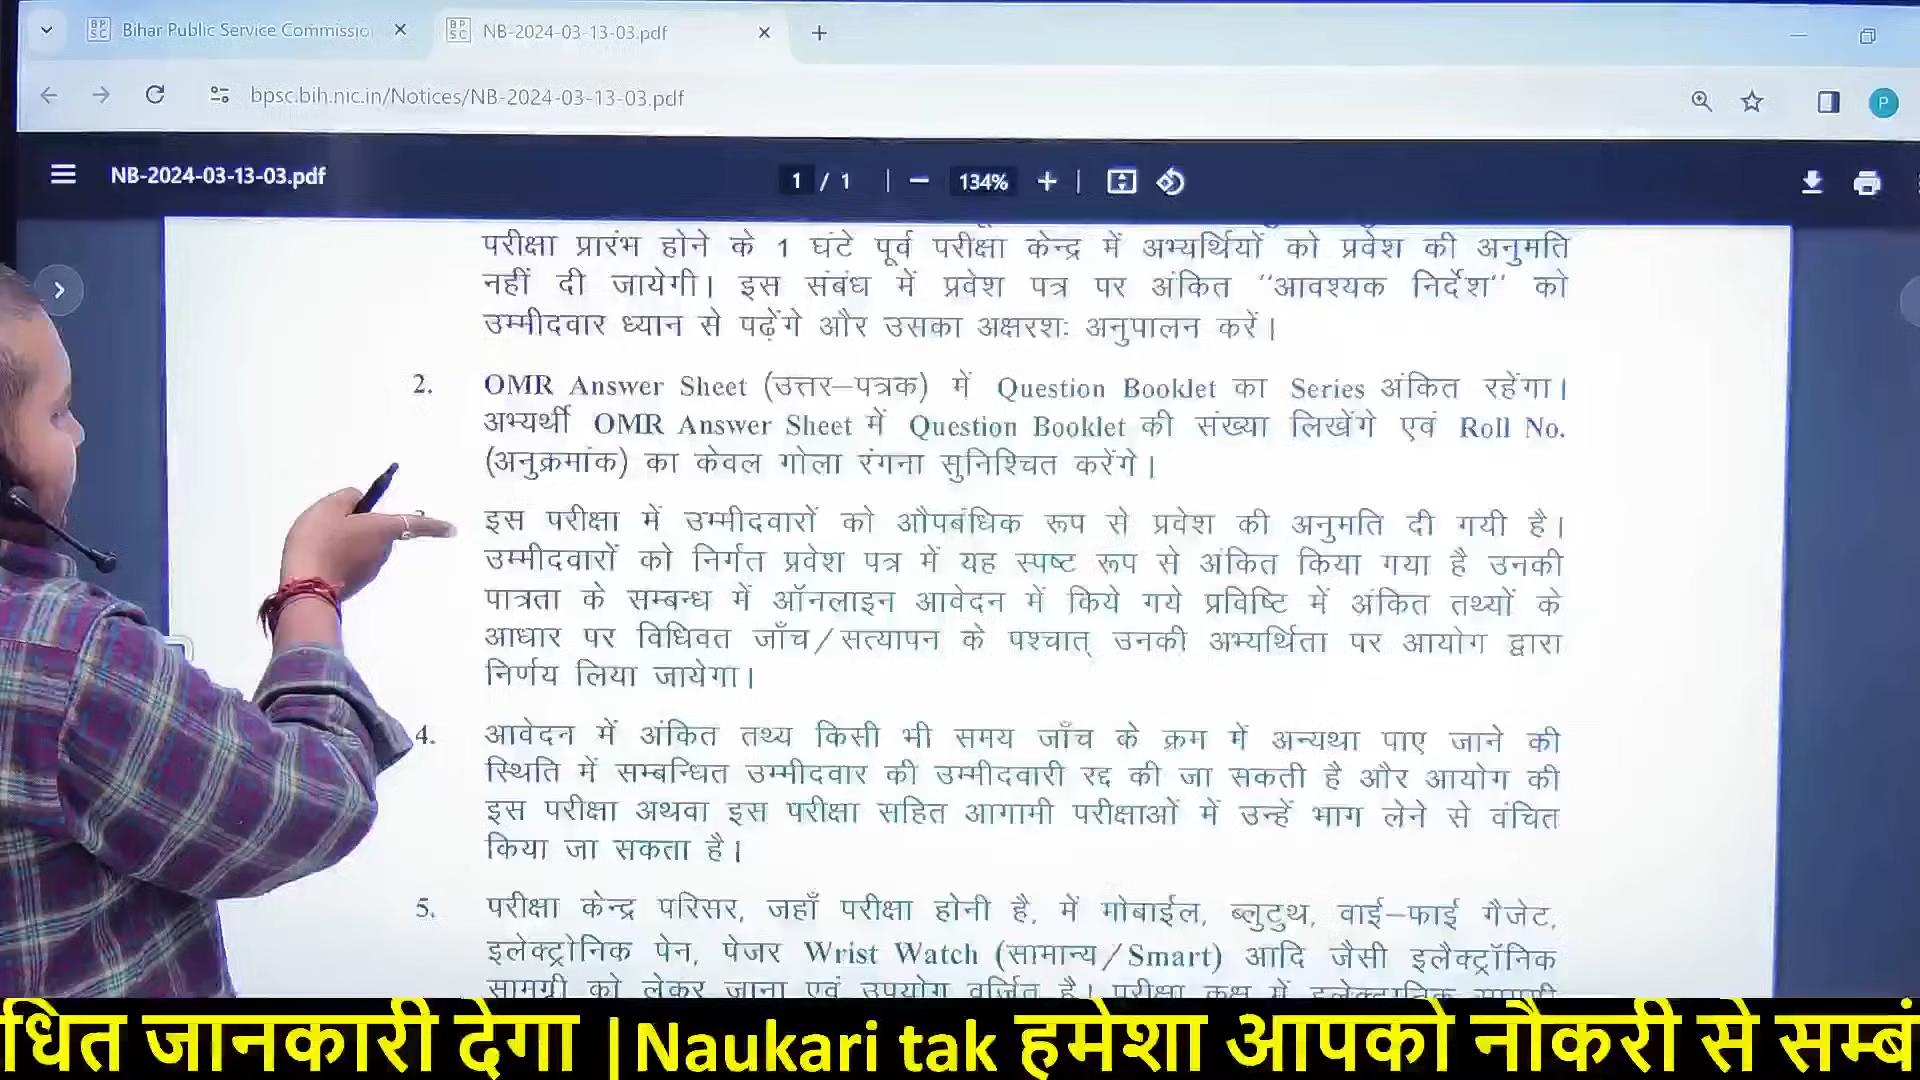 Bihar Public Service Commissio
NB-2024-03-13-03.pdf
bpsc.bih.nic.in/Notices/NB-2024-03-13-03.pdf
P
NB-2024-03-13-03.pdf
1 / 1
134%
परीक्षा प्रारंभ होने के 1 घंटे पूर्व परीक्षा केन्द्र में अभ्यर्थियों को प्रवेश की अनुमति
नहीं दी जायेगी। इस संबंध में प्रवेश पत्र पर अंकित ‘‘आवश्यक निर्देश’’ को
उम्मीदवार ध्यान से पढ़ेंगे और उसका अक्षरशः अनुपालन करें।
2. OMR Answer Sheet (उत्तर–पत्रक) में Question Booklet का Series अंकित रहेंगा।
अभ्यर्थी OMR Answer Sheet में Question Booklet की संख्या लिखेंगे एवं Roll No.
(अनुक्रमांक) का केवल गोला रंगना सुनिश्चित करेंगे।
इस परीक्षा में उम्मीदवारों को औपबंधिक रूप से प्रवेश की अनुमति दी गयी है।
उम्मीदवारों को निर्गत प्रवेश पत्र में यह स्पष्ट रूप से अंकित किया गया है उनकी
पात्रता के सम्बन्ध में ऑनलाइन आवेदन में किये गये प्रविष्टि में अंकित तथ्यों के
आधार पर विधिवत जाँच/सत्यापन के पश्चात् उनकी अभ्यर्थिता पर आयोग द्वारा
निर्णय लिया जायेगा।
4. आवेदन में अंकित तथ्य किसी भी समय जाँच के क्रम में अन्यथा पाए जाने की
स्थिति में सम्बन्धित उम्मीदवार की उम्मीदवारी रद्द की जा सकती है और आयोग की
इस परीक्षा अथवा इस परीक्षा सहित आगामी परीक्षाओं में उन्हें भाग लेने से वंचित
किया जा सकता है।
5. परीक्षा केन्द्र परिसर, जहाँ परीक्षा होनी है, में मोबाईल, ब्लुटुथ, वाई–फाई गैजेट,
इलेक्ट्रोनिक पेन, पेजर Wrist Watch (सामान्य/Smart) आदि जैसी इलैक्ट्रॉनिक
सामग्री को लेकर जाना एवं उपयोग वर्जित है। परीक्षा कक्ष में
धित जानकारी देगा |Naukari tak हमेशा आपको नौकरी से सम्बं